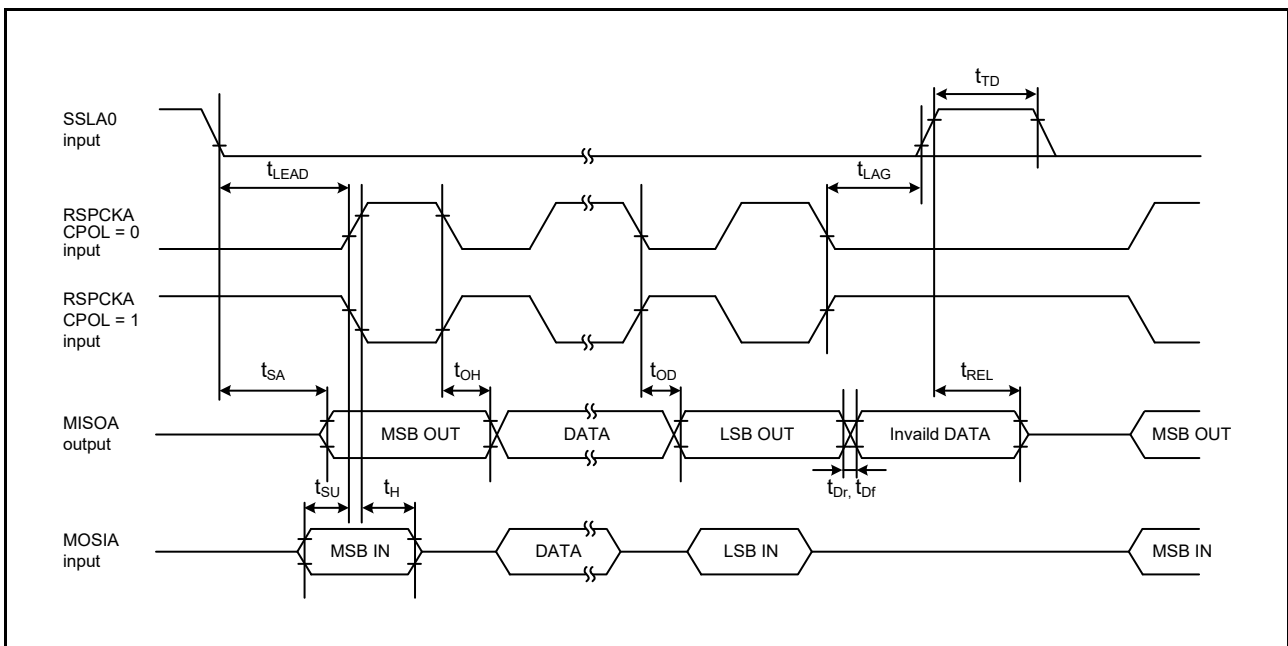 tTD
SSLA0
input
tLEAD
tLAG
RSPCKA
CPOL = 0
input
RSPCKA
CPOL = 1
input
tSA
tOH
tOD
tREL
MISOA
output
MSB OUT
DATA
LSB OUT
Invaild DATA
MSB OUT
tSU
tH
tDr, tDf
MOSIA
input
MSB IN
DATA
LSB IN
MSB IN